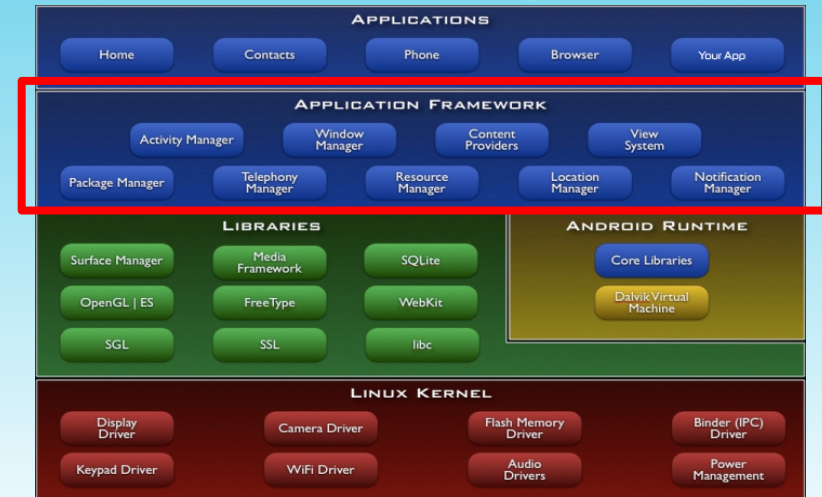 APPLICATIONS
Home
Contacts
Phone
Browser
Your App
APPLICATION FRAMEWORK
Activity Manager
Window
Manager
Content
Providers
View
System
Package Manager
Telephony
Manager
Resource
Manager
Location
Manager
Notification
Manager
LIBRARIES
Surface Manager
Media
Framework
SQLite
OpenGL | ES
FreeType
WebKit
SGL
SSL
libc
ANDROID RUNTIME
Core Libraries
Dalvik Virtual
Machine
LINUX KERNEL
Display
Driver
Camera Driver
Flash Memory
Driver
Binder (IPC)
Driver
Keypad Driver
WiFi Driver
Audio
Drivers
Power
Management